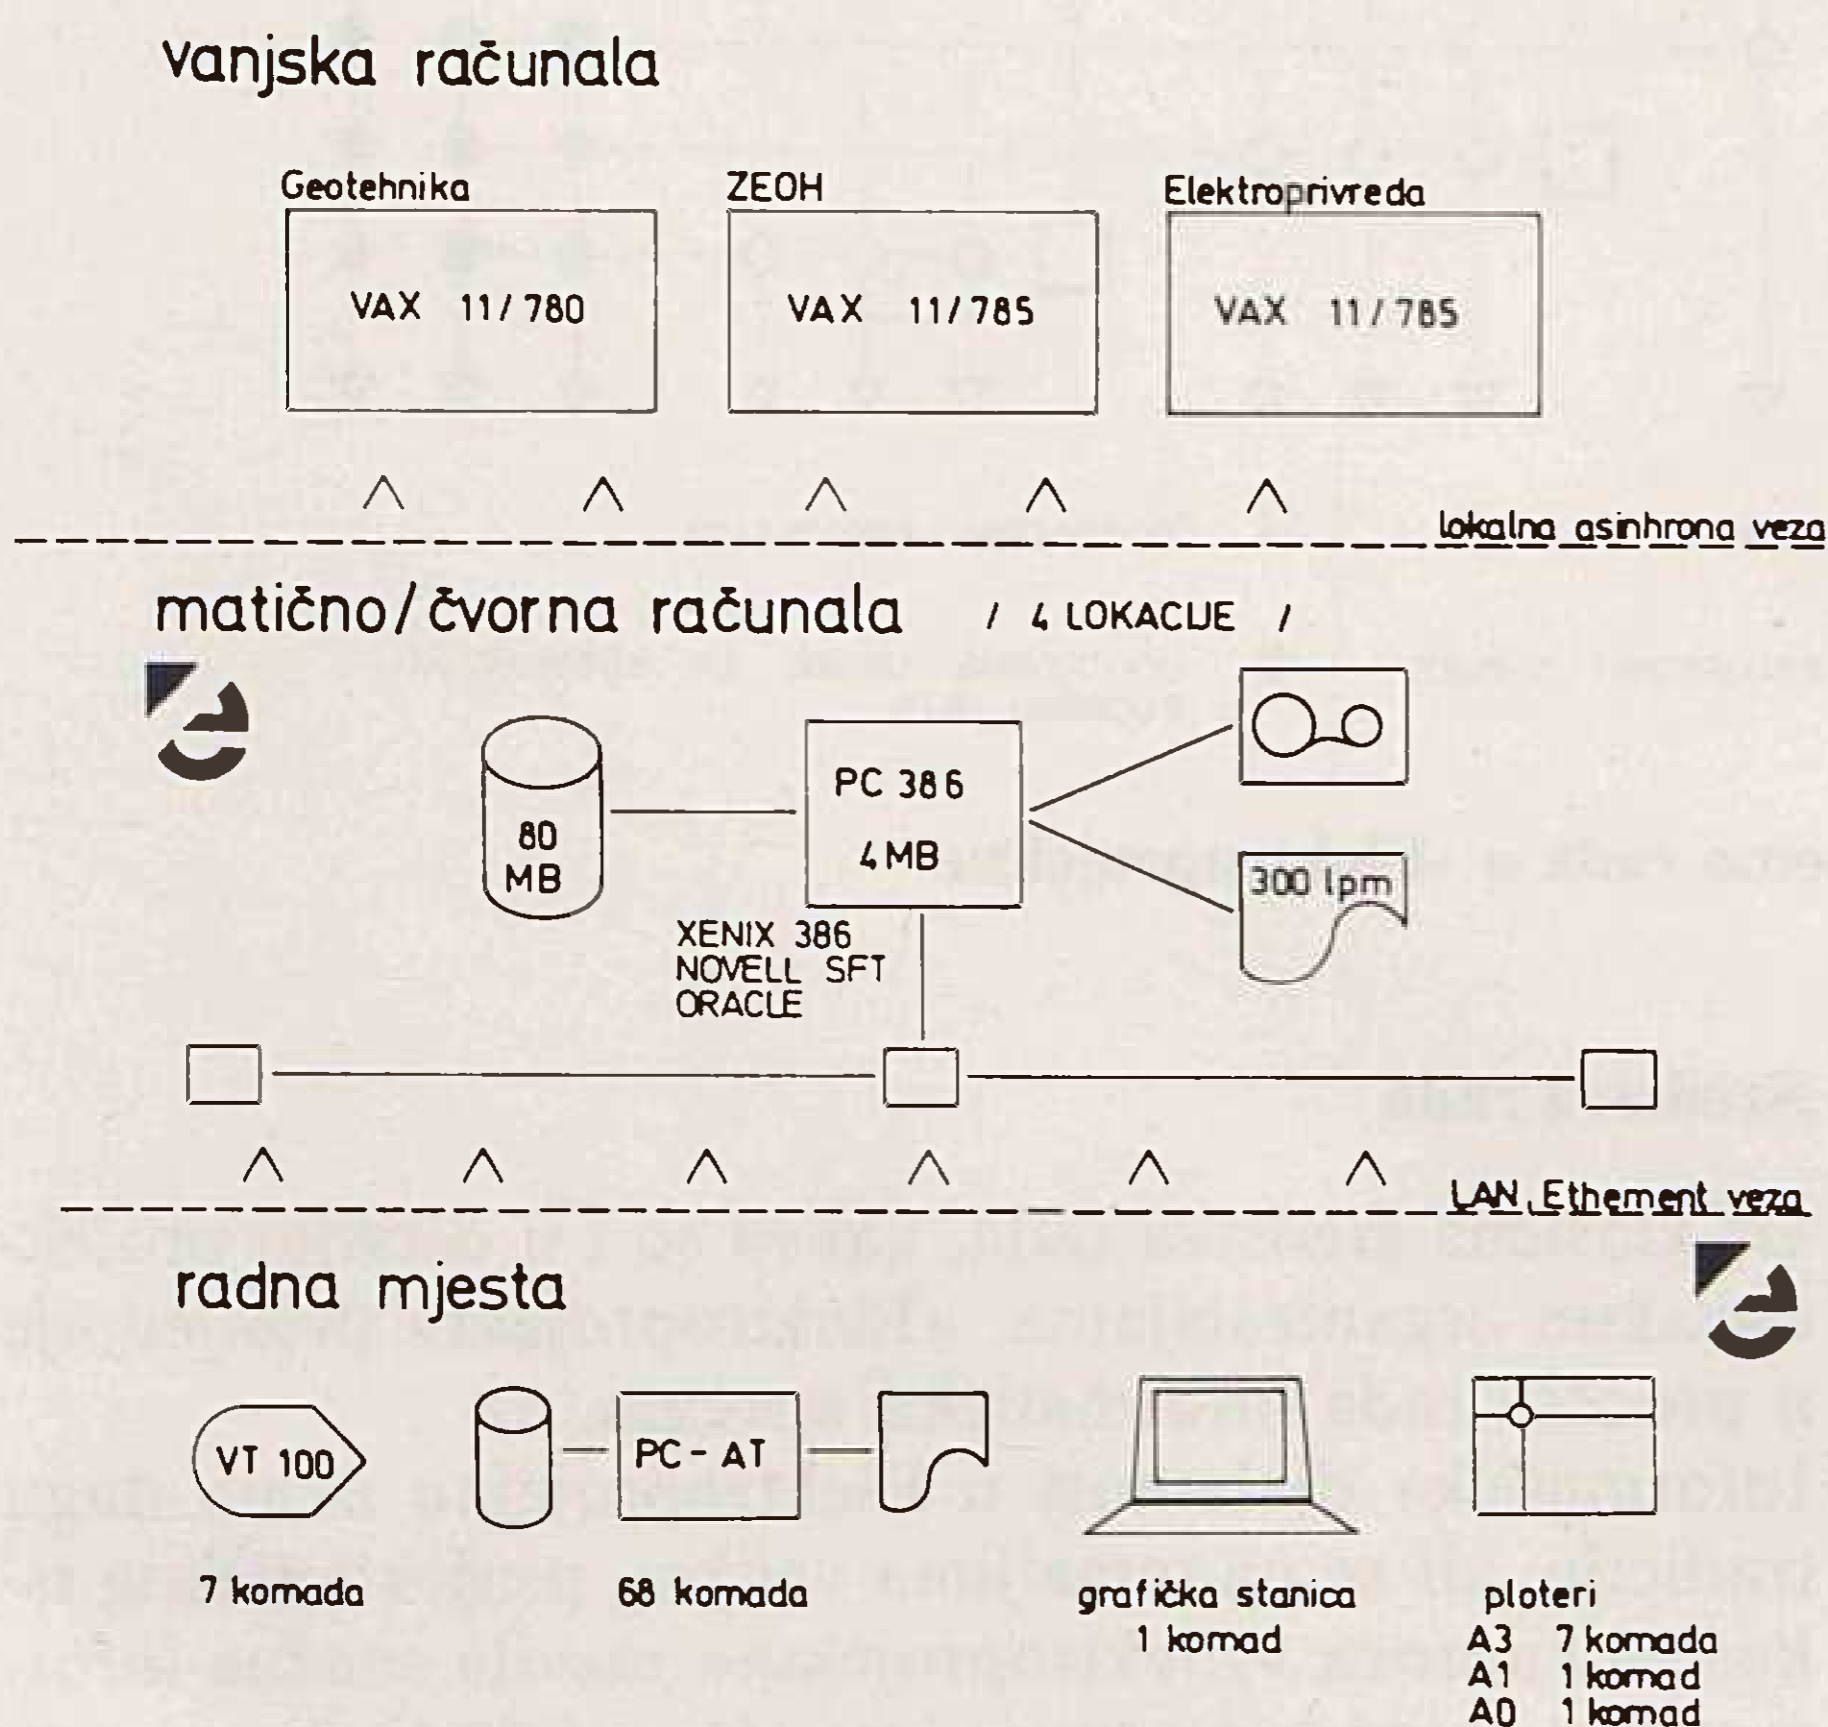 vanjska računala
Geotehnika
ZEOH
Elektroprivreda
VAX 11/780
VAX 11/785
VAX 11/785
lokalna asinhrona veza
matično/čvorna računala / 4 LOKACIJE /
80
MB
PC 386
4 MB
300 lpm
XENIX 386
NOVELL SFT
ORACLE
LAN, Ethement veza
radna mjesta
VT 100
PC - AT
7 komada
68 komada
grafička stanica
1 komad
ploteri
A3 7 komada
A1 1 komad
A0 1 komad